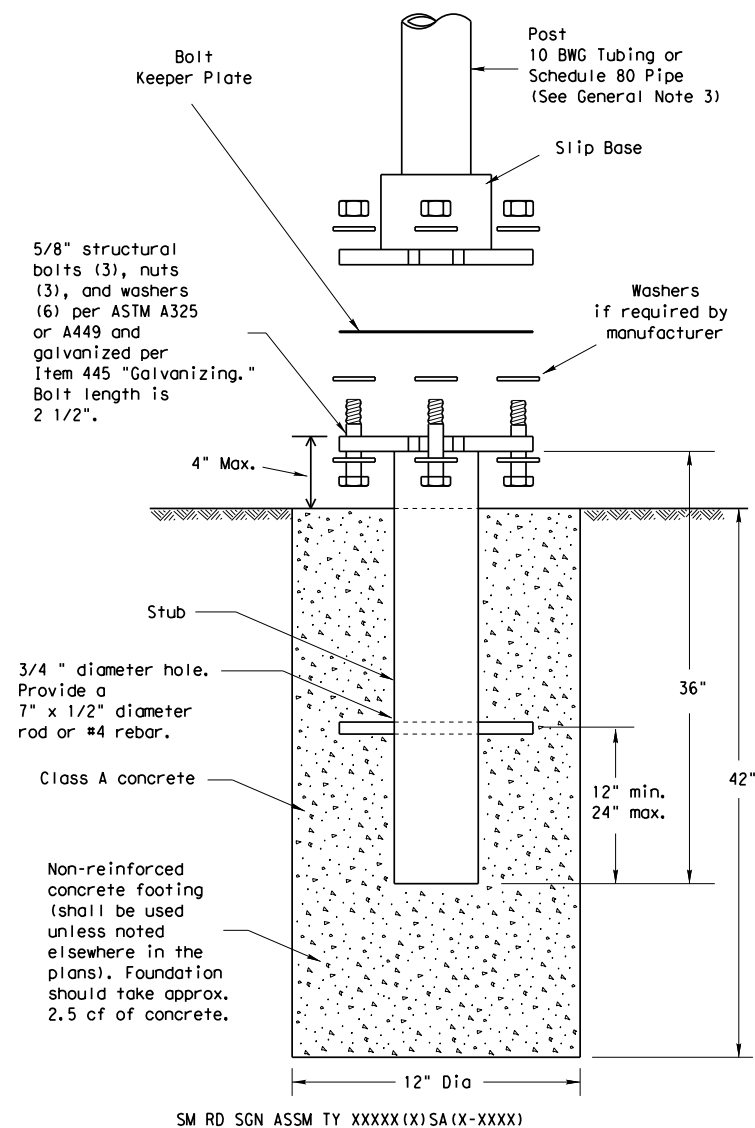 Post
10 BWG Tubing or
Schedule 80 Pipe
(See General Note 3)
Bolt
Keeper Plate
Slip Base
5/8" structural
bolts (3), nuts
(3), and washers
(6) per ASTM A325
or A449 and
galvanized per
Item 445 "Galvanizing."
Bolt length is
2 1/2".
Washers
if required by
manufacturer
4" Max.
Stub
3/4 " diameter hole.
Provide a
7" x 1/2" diameter
rod or #4 rebar.
36"
Class A concrete
12" min.
24" max.
42"
Non-reinforced
concrete footing
(shall be used
unless noted
elsewhere in the
plans). Foundation
should take approx.
2.5 cf of concrete.
12" Dia
SM RD SGN ASSM TY XXXXX(X)SA(X-XXXX)